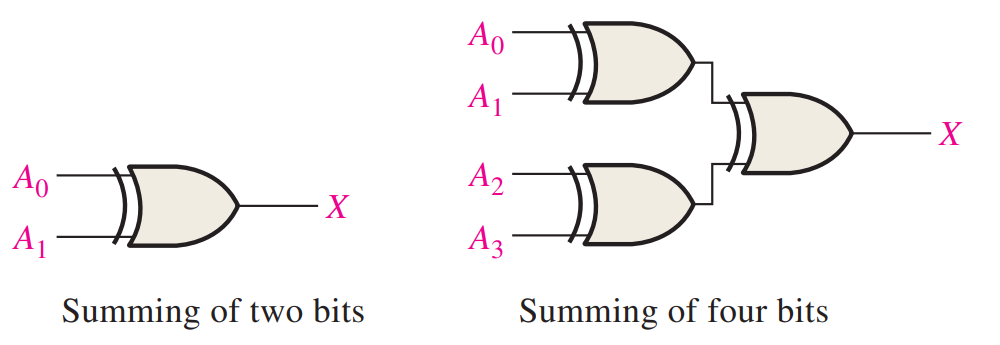 A0
A1
X
Summing of two bits
A0
A1
A2
A3
X
Summing of four bits